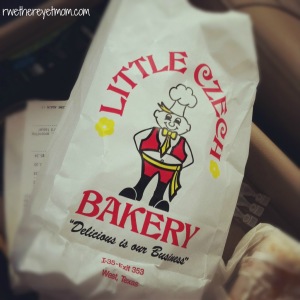 rwethereyetmom.com
LITTLE CZECH
BAKERY
"Delicious is our Business"
I-35-Exit 353
West, Texas